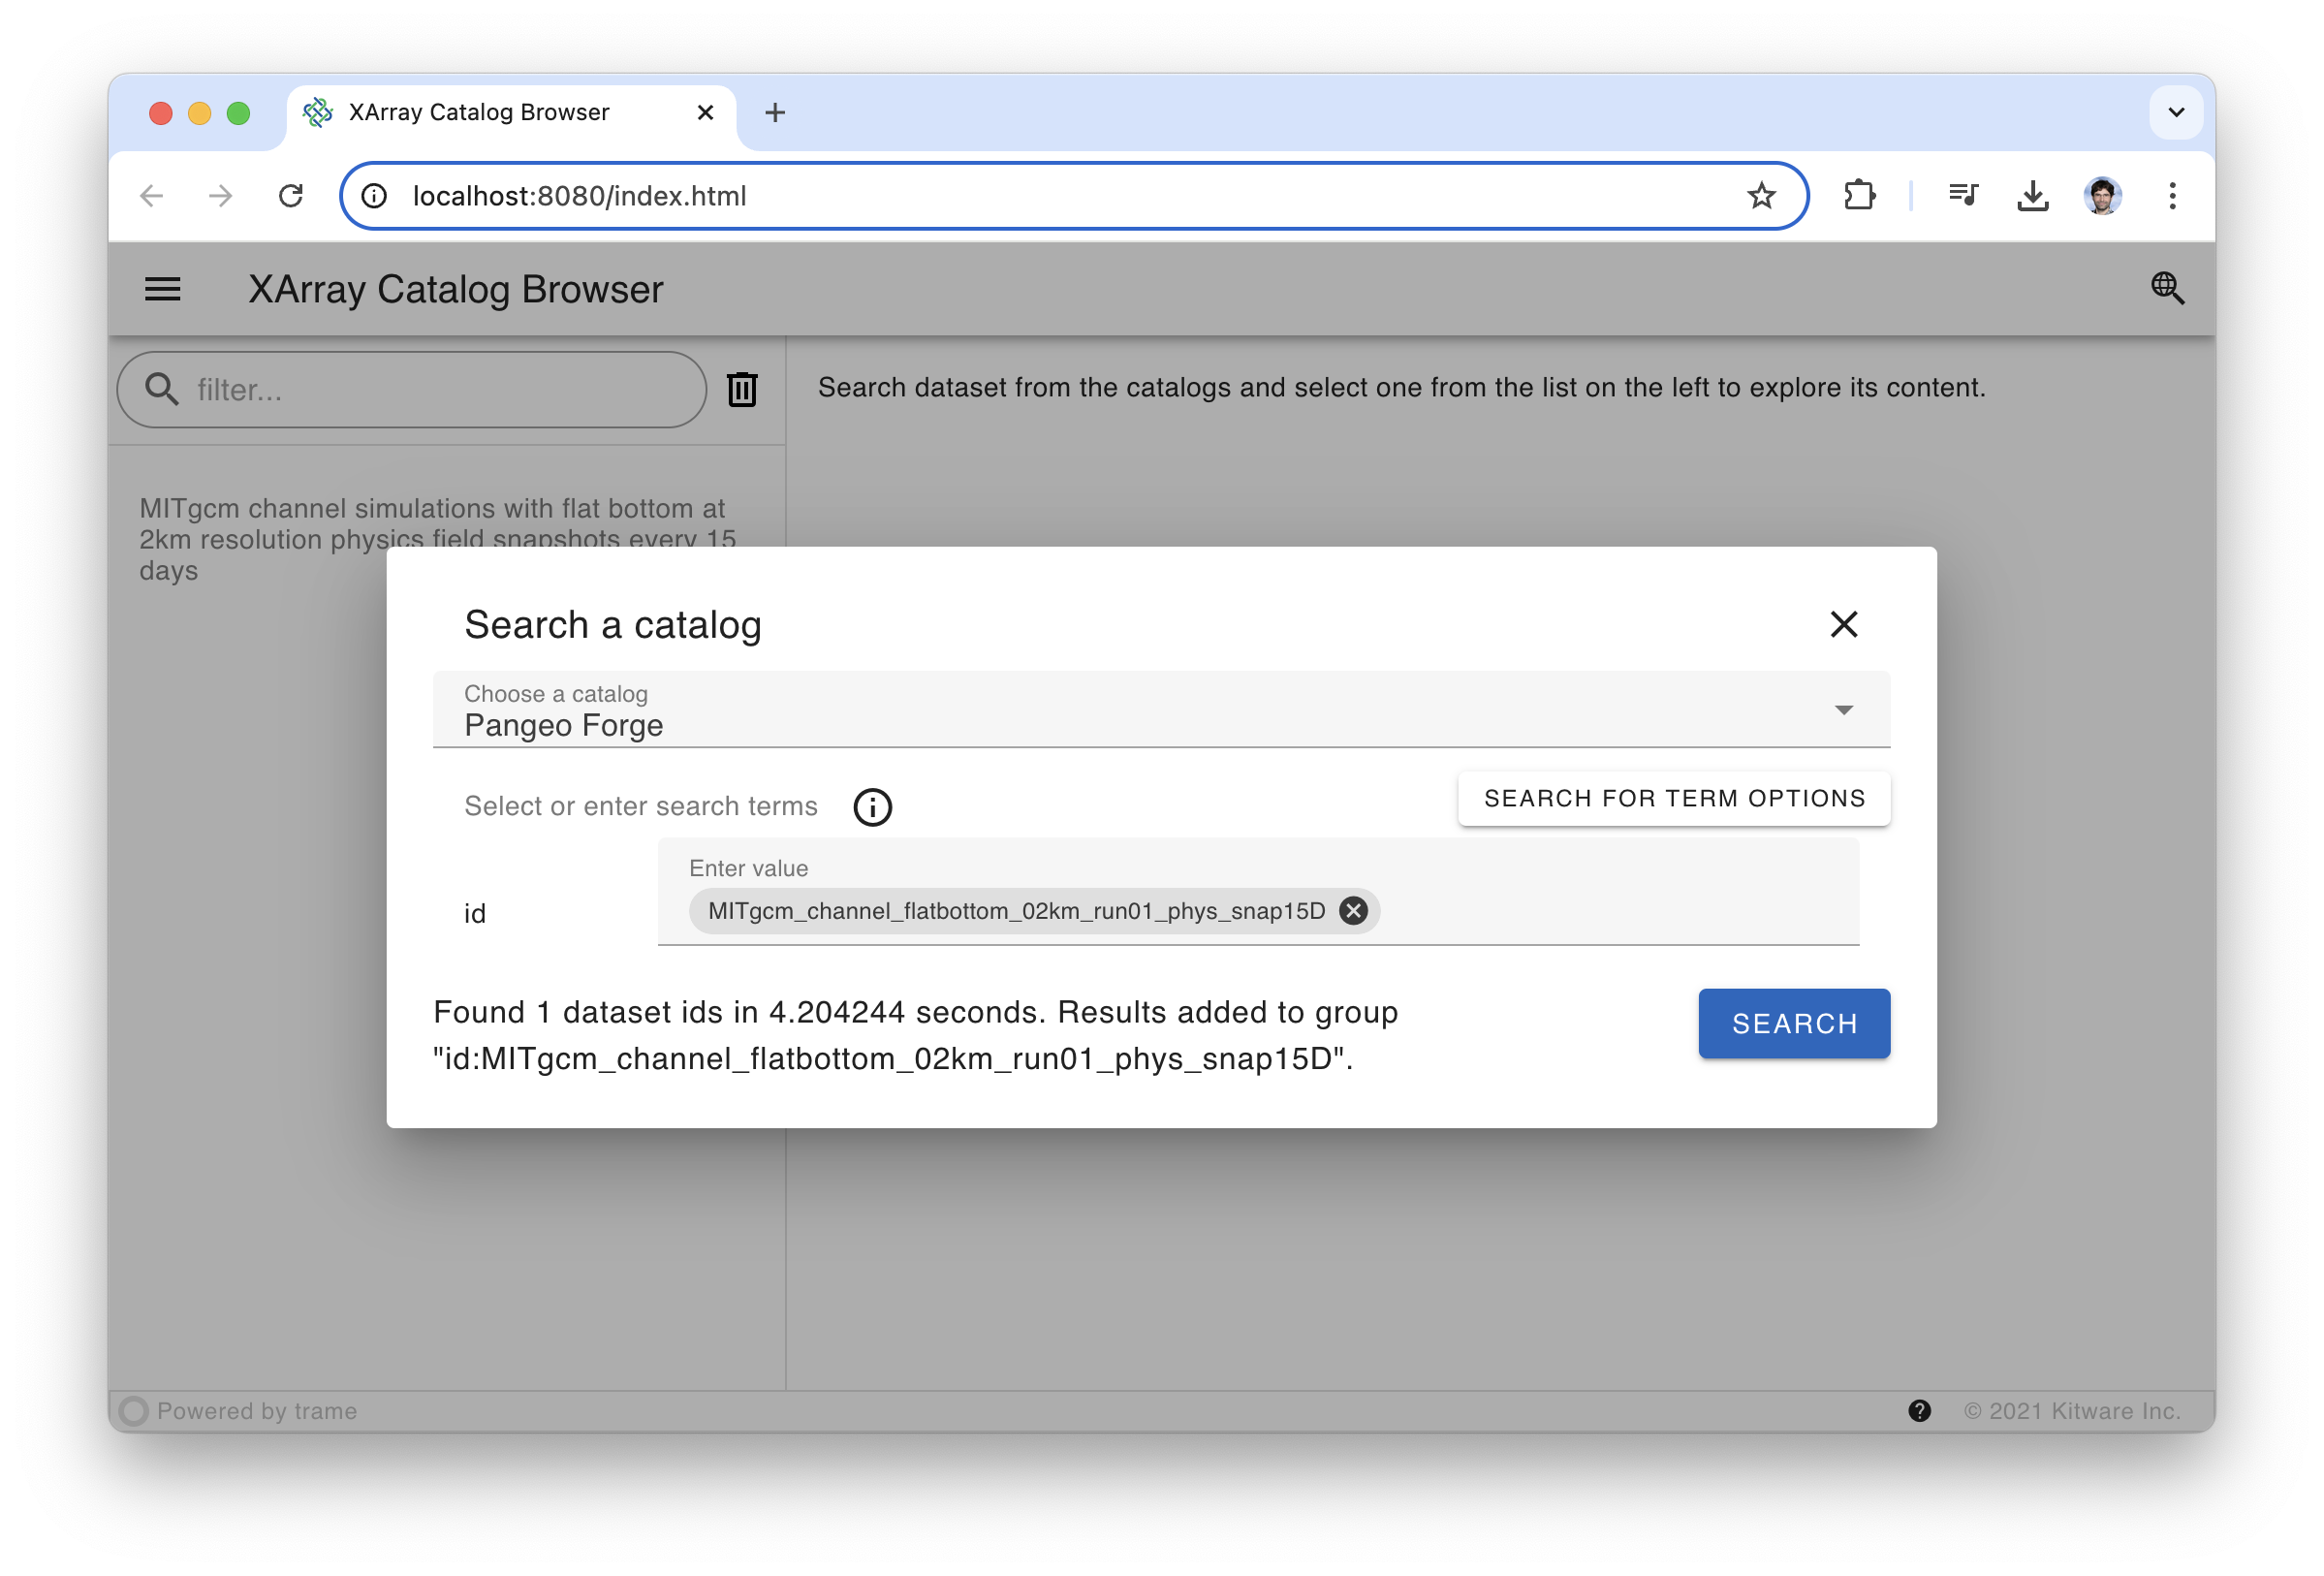 XArray Catalog Browser
localhost:8080/index.html
XArray Catalog Browser
filter...
Search dataset from the catalogs and select one from the list on the left to explore its content.
MITgcm channel simulations with flat bottom at
2km resolution physics field snapshots every 15
days
Search a catalog
Choose a catalog
Pangeo Forge
Select or enter search terms
SEARCH FOR TERM OPTIONS
Enter value
id
MITgcm_channel_flatbottom_02km_run01_phys_snap15D
Found 1 dataset ids in 4.204244 seconds. Results added to group
"id:MITgcm_channel_flatbottom_02km_run01_phys_snap15D".
SEARCH
Powered by trame
© 2021 Kitware Inc.